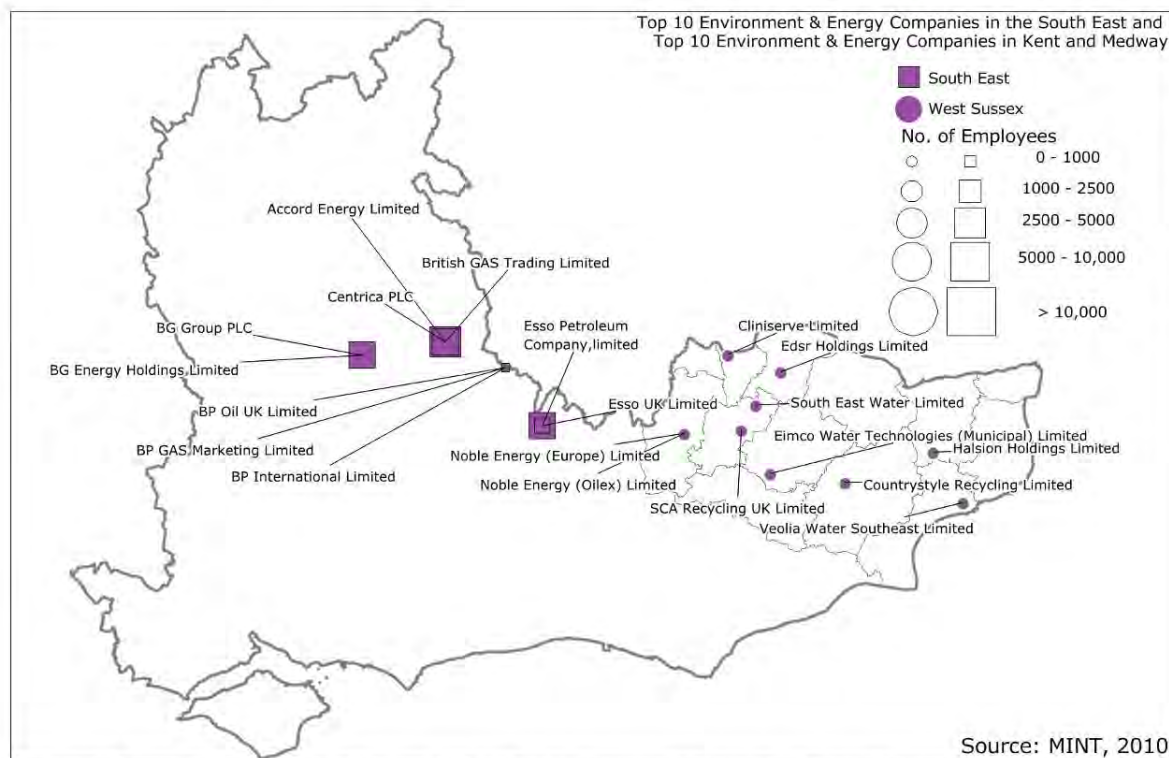 Top 10 Environment & Energy Companies in the South East and
Top 10 Environment & Energy Companies in Kent and Medway
South East
West Sussex
No. of Employees
0 - 1000
1000 - 2500
2500 - 5000
5000 - 10,000
> 10,000
Accord Energy Limited
British GAS Trading Limited
Centrica PLC
BG Group PLC
BG Energy Holdings Limited
Esso Petroleum
Company,limited
Cliniserve Limited
Edsr Holdings Limited
BP Oil UK Limited
Esso UK Limited
South East Water Limited
BP GAS Marketing Limited
Noble Energy (Europe) Limited
Eimco Water Technologies (Municipal) Limited
Halsion Holdings Limited
BP International Limited
Noble Energy (Oilex) Limited
Countrystyle Recycling Limited
SCA Recycling UK Limited
Veolia Water Southeast Limited
Source: MINT, 2010